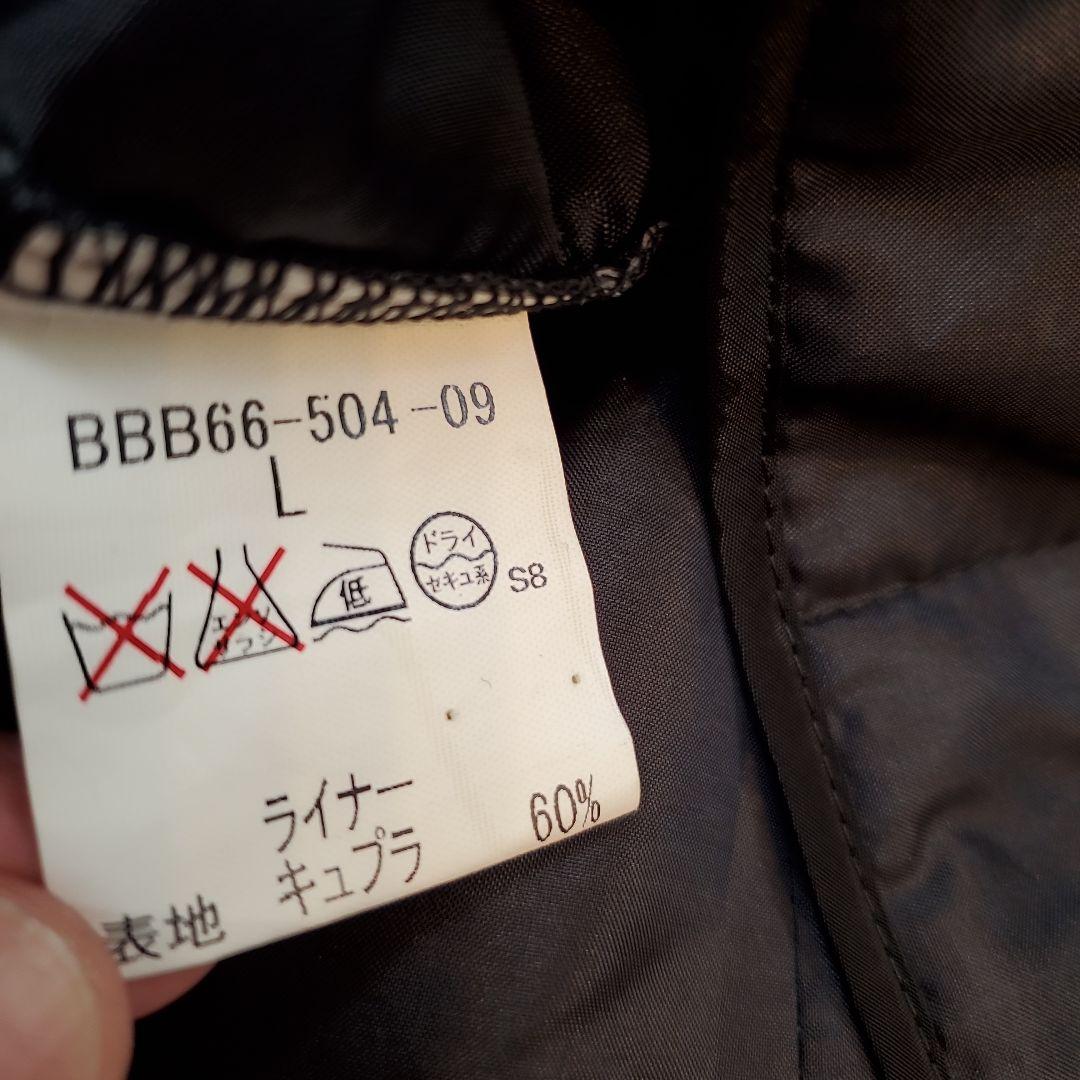 BBB66-504-09
L
エンソ
サラシ
低
ドライ
セキユ系
S8
ライナー
表地 キュプラ 60%